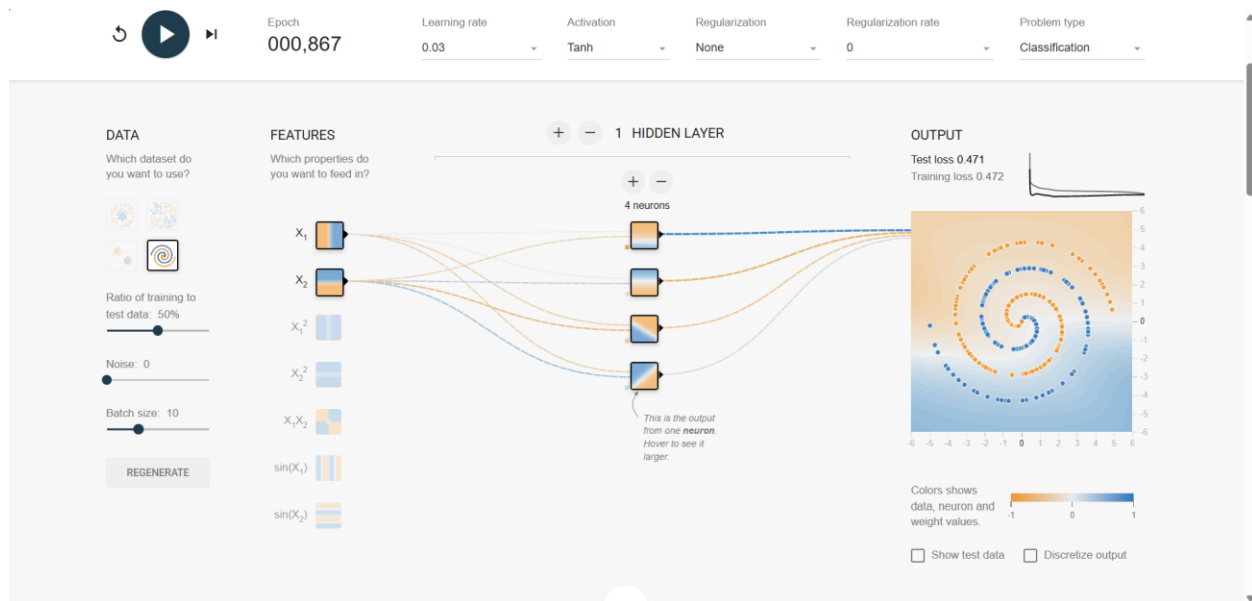 Epoch
000,867
Learning rate
0.03
Activation
Tanh
Regularization
None
Regularization rate
0
Problem type
Classification
DATA
Which dataset do
you want to use?
Ratio of training to
test data: 50%
Noise: 0
Batch size: 10
REGENERATE
FEATURES
Which properties do
you want to feed in?
X₁
X₂
X₁²
X₂²
X₁X₂
sin(X₁)
sin(X₂)
+ − 1 HIDDEN LAYER
+ −
4 neurons
This is the output
from one neuron.
Hover to see it
larger.
OUTPUT
Test loss 0.471
Training loss 0.472
6
5
4
3
2
1
0
-1
-2
-3
-4
-5
-6
-6 -5 -4 -3 -2 -1 0 1 2 3 4 5 6
Colors shows
data, neuron and
weight values.
-1 0 1
Show test data
Discretize output